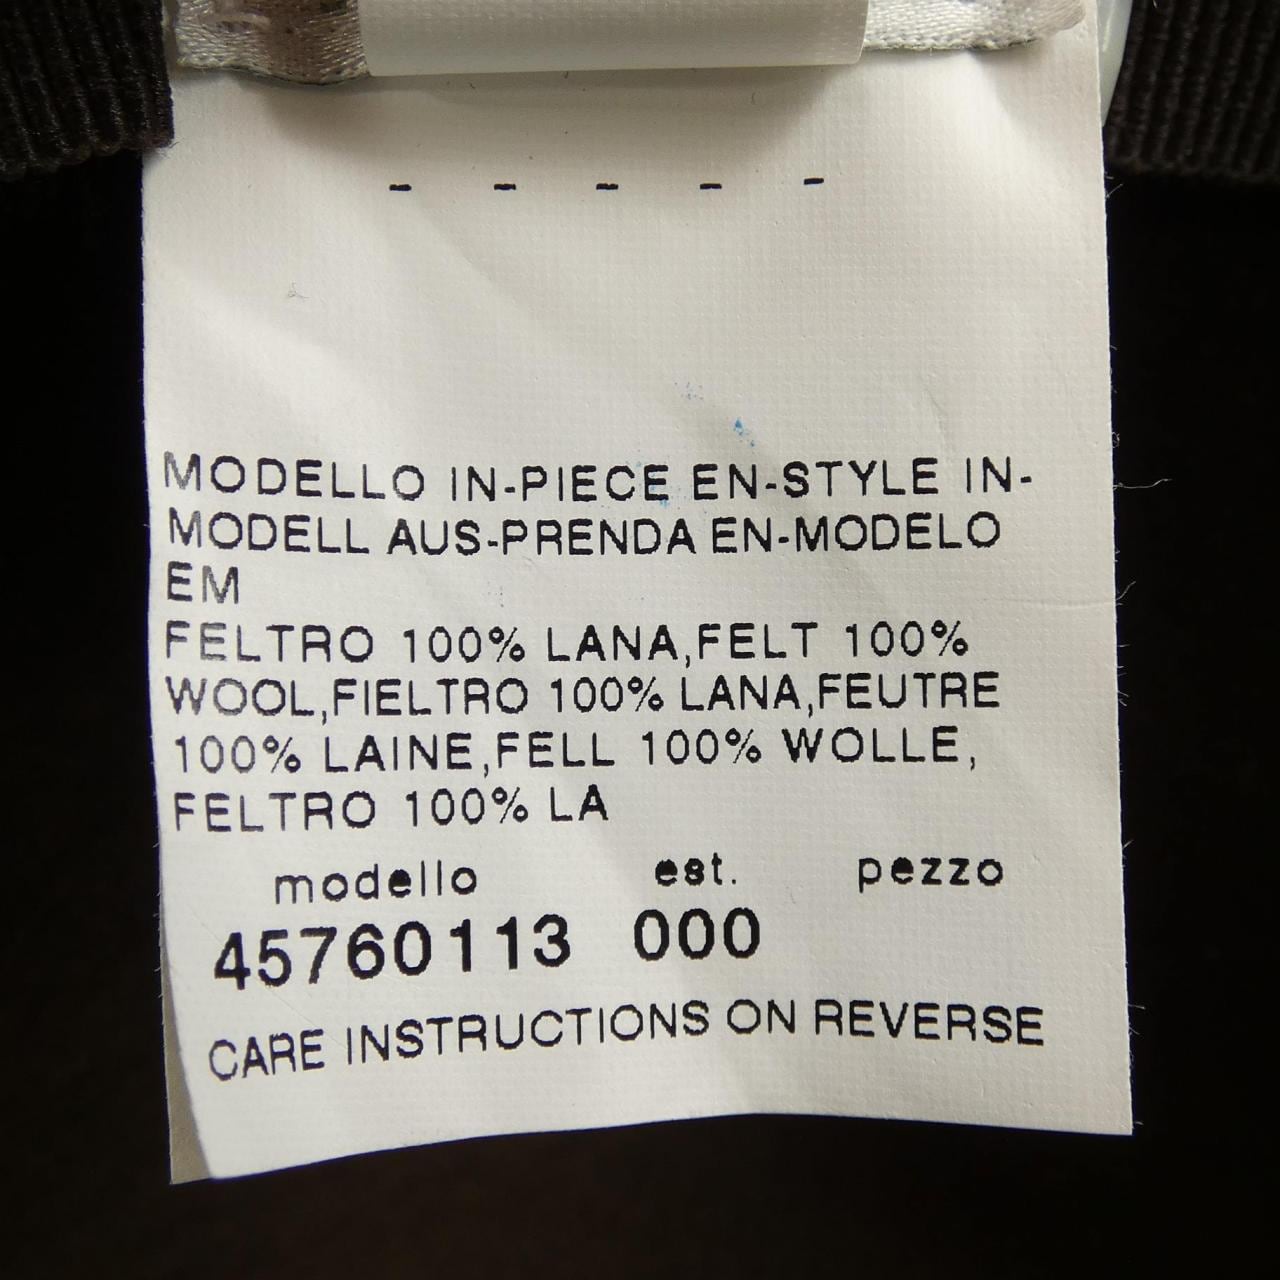 - - - - -
MODELLO IN-PIECE EN-STYLE IN-
MODELL AUS-PRENDA EN-MODELO
EM
FELTRO 100% LANA,FELT 100%
WOOL,FIELTRO 100% LANA,FEUTRE
100% LAINE,FELL 100% WOLLE,
FELTRO 100% LA
modello est. pezzo
45760113 000
CARE INSTRUCTIONS ON REVERSE